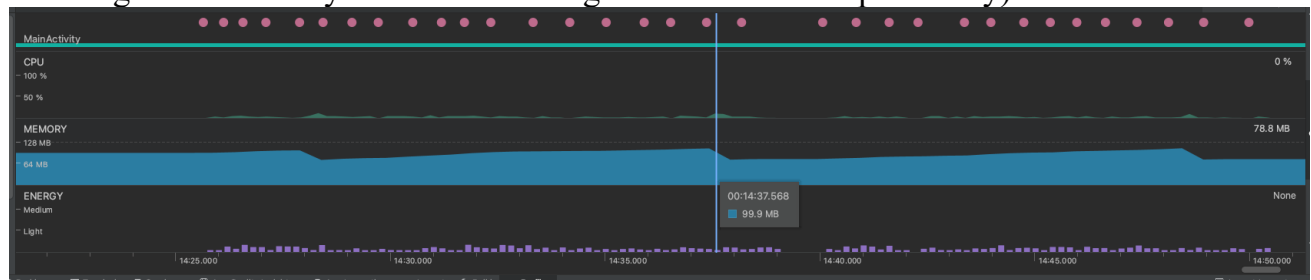 MainActivity
CPU
0 %
100 %
50 %
MEMORY
78.8 MB
128 MB
64 MB
ENERGY
00:14:37.568
None
Medium
99.9 MB
Light
14:25.000
14:30.000
14:35.000
14:40.000
14:45.000
14:50.000